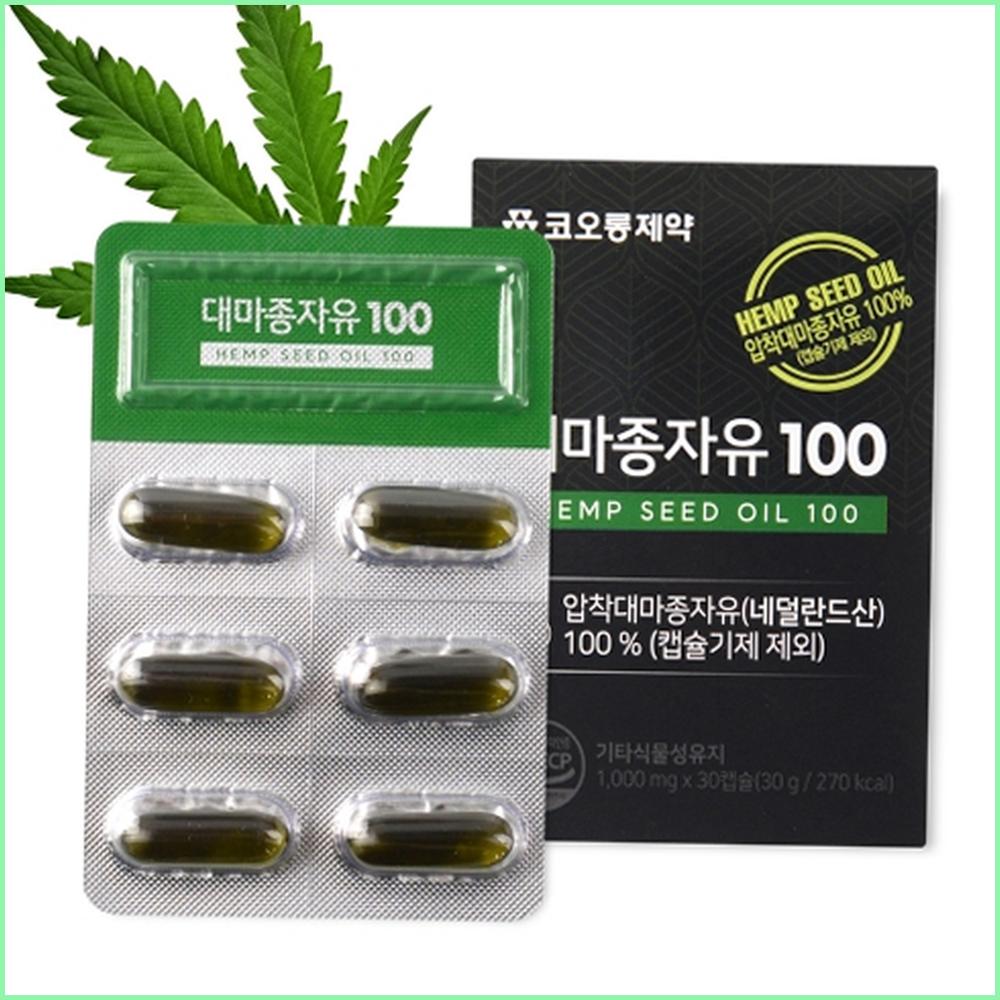 대마종자유 100
HEMP SEED OIL 100
코오롱제약
HEMP SEED OIL
압착대마종자유 100%
(캡슐기제 제외)
마종자유 100
EMP SEED OIL 100
압착대마종자유(네덜란드산)
100 % (캡슐기제 제외)
CP
기타식물성유지
1,000 mg x 30캡슐(30 g / 270 kcal)